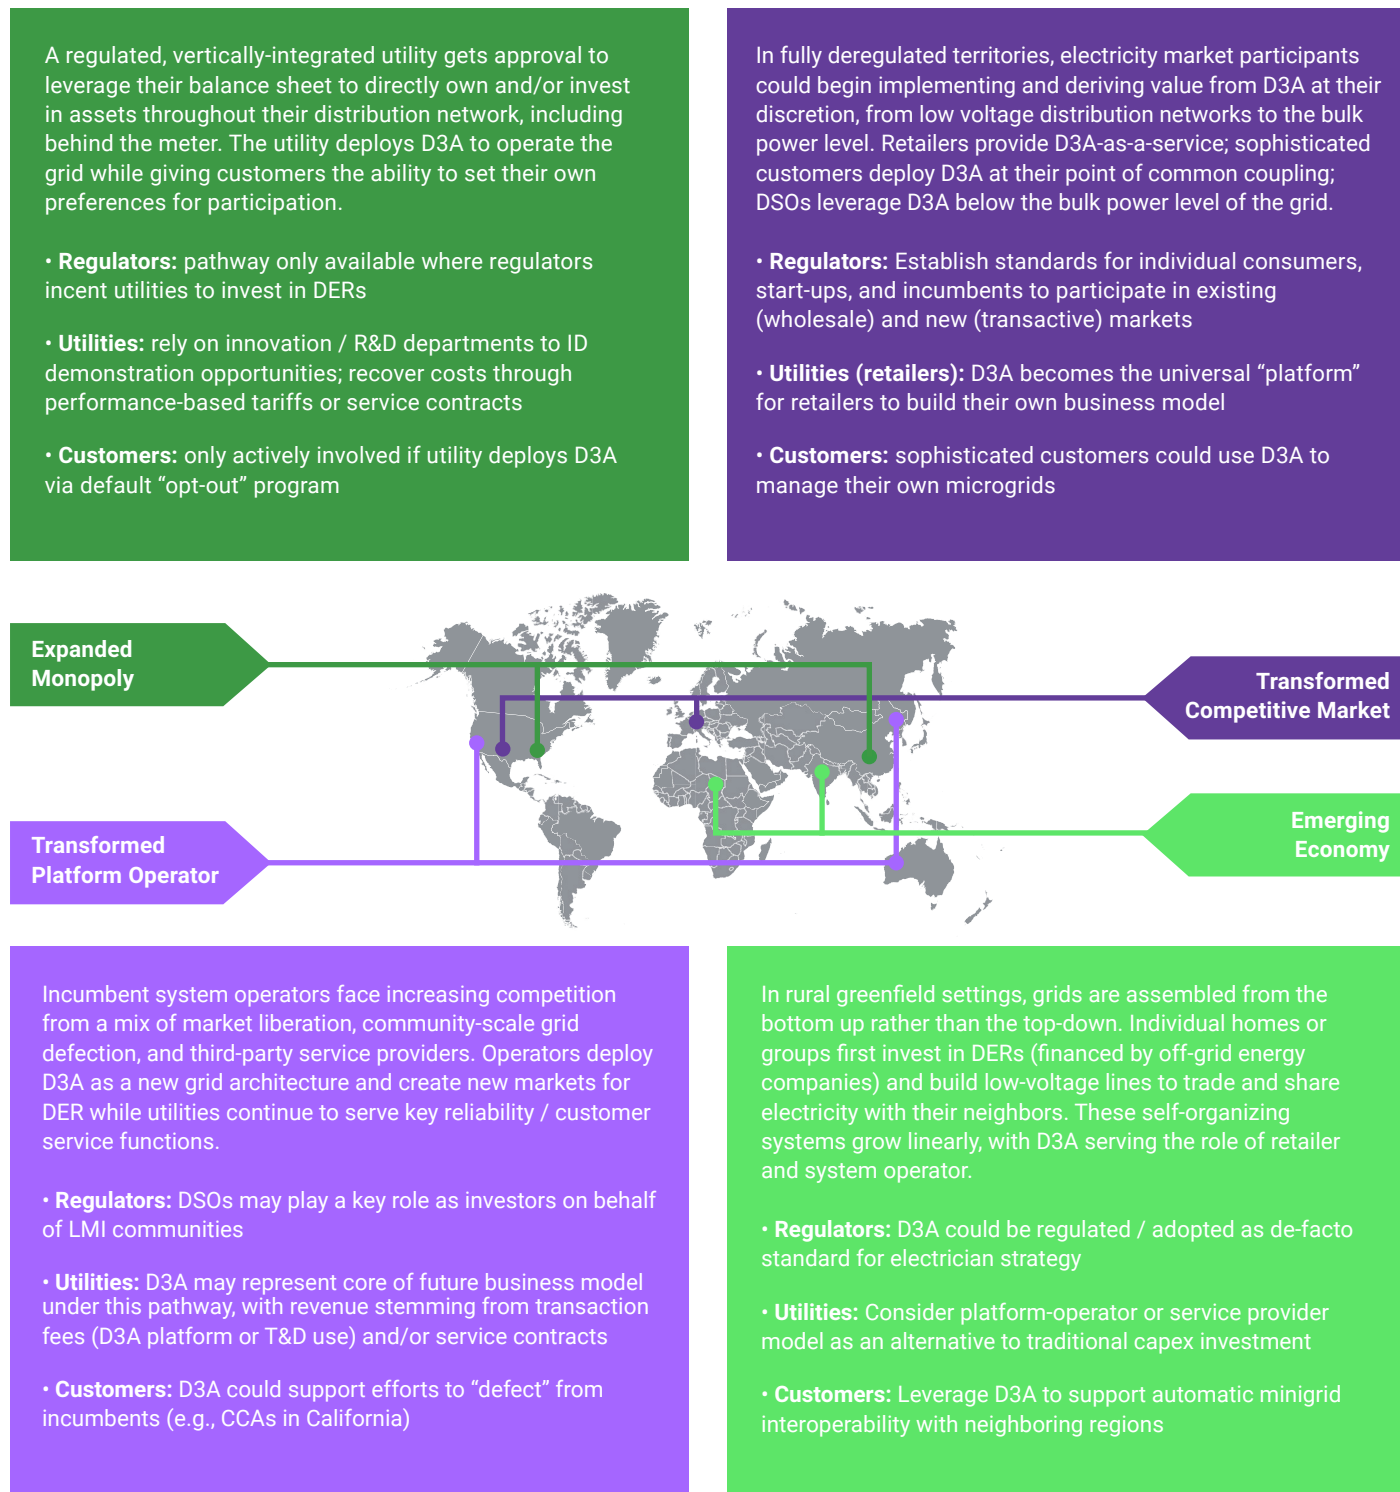 A regulated, vertically-integrated utility gets approval to
leverage their balance sheet to directly own and/or invest
in assets throughout their distribution network, including
behind the meter. The utility deploys D3A to operate the
grid while giving customers the ability to set their own
preferences for participation.
• Regulators: pathway only available where regulators
incent utilities to invest in DERs
• Utilities: rely on innovation / R&D departments to ID
demonstration opportunities; recover costs through
performance-based tariffs or service contracts
• Customers: only actively involved if utility deploys D3A
via default “opt-out” program
In fully deregulated territories, electricity market participants
could begin implementing and deriving value from D3A at their
discretion, from low voltage distribution networks to the bulk
power level. Retailers provide D3A-as-a-service; sophisticated
customers deploy D3A at their point of common coupling;
DSOs leverage D3A below the bulk power level of the grid.
• Regulators: Establish standards for individual consumers,
start-ups, and incumbents to participate in existing
(wholesale) and new (transactive) markets
• Utilities (retailers): D3A becomes the universal “platform”
for retailers to build their own business model
• Customers: sophisticated customers could use D3A to
manage their own microgrids
Expanded
Monopoly
Transformed
Competitive Market
Transformed
Platform Operator
Emerging
Economy
Incumbent system operators face increasing competition
from a mix of market liberation, community-scale grid
defection, and third-party service providers. Operators deploy
D3A as a new grid architecture and create new markets for
DER while utilities continue to serve key reliability / customer
service functions.
• Regulators: DSOs may play a key role as investors on behalf
of LMI communities
• Utilities: D3A may represent core of future business model
under this pathway, with revenue stemming from transaction
fees (D3A platform or T&D use) and/or service contracts
• Customers: D3A could support efforts to “defect” from
incumbents (e.g., CCAs in California)
In rural greenfield settings, grids are assembled from the
bottom up rather than the top-down. Individual homes or
groups first invest in DERs (financed by off-grid energy
companies) and build low-voltage lines to trade and share
electricity with their neighbors. These self-organizing
systems grow linearly, with D3A serving the role of retailer
and system operator.
• Regulators: D3A could be regulated / adopted as de-facto
standard for electrician strategy
• Utilities: Consider platform-operator or service provider
model as an alternative to traditional capex investment
• Customers: Leverage D3A to support automatic minigrid
interoperability with neighboring regions